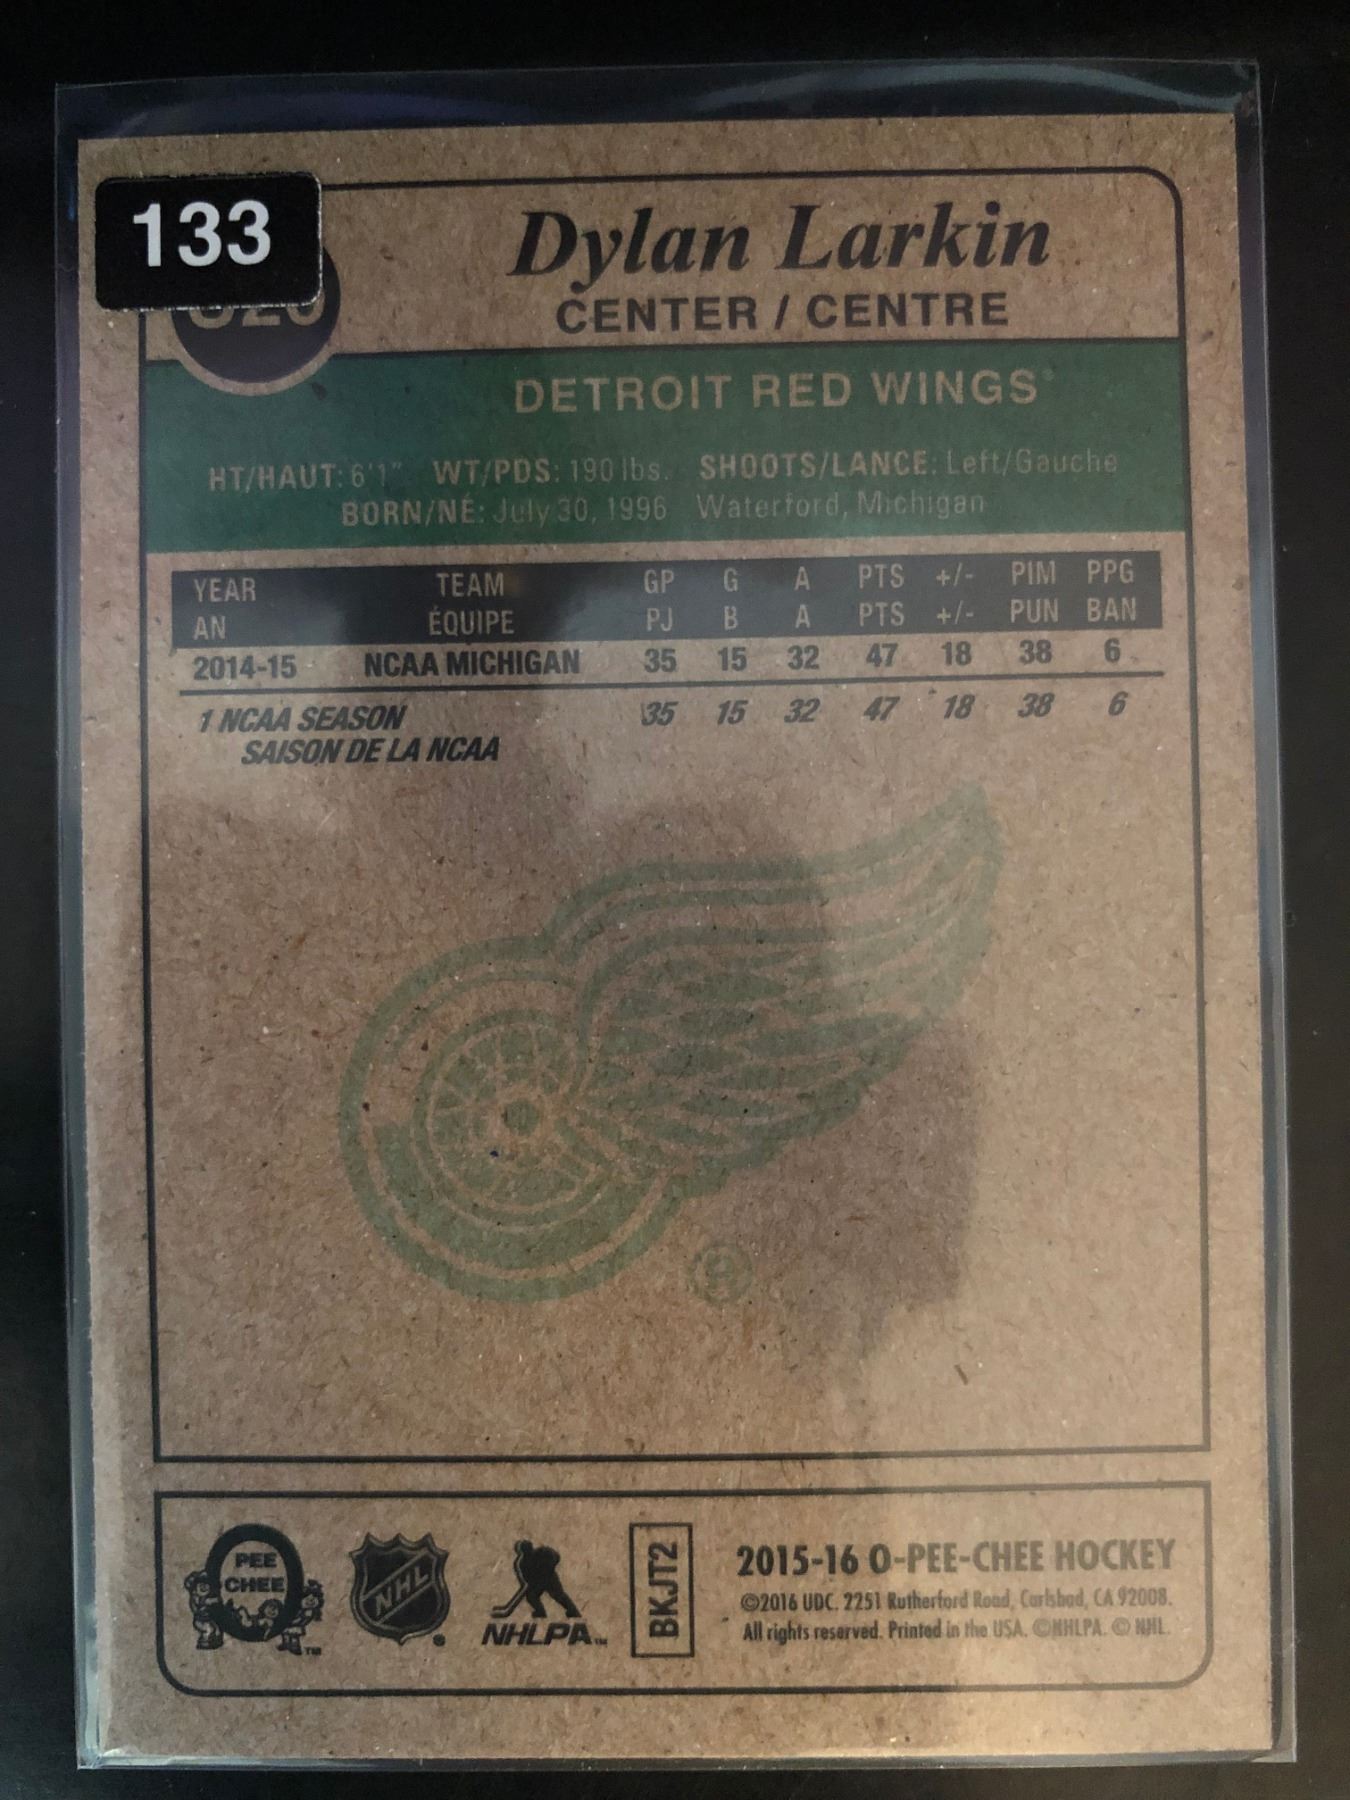 133
Dylan Larkin
CENTER / CENTRE
DETROIT RED WINGS
HT/HAUT: 6'1" WT/PDS: 190 lbs. SHOOTS/LANCE: Left/Gauche
BORN/NÉ: July 30, 1996 Waterford, Michigan
YEAR TEAM GP G A PTS +/- PIM PPG
AN ÉQUIPE PJ B A PTS +/- PUN BAN
2014-15 NCAA MICHIGAN 35 15 32 47 18 38 6
1 NCAA SEASON 35 15 32 47 18 38 6
SAISON DE LA NCAA
®
PEE
CHEE
TM
NHL
NHLPA™
BKJT2
2015-16 O-PEE-CHEE HOCKEY
©2016 UDC. 2251 Rutherford Road, Carlsbad, CA 92008.
All rights reserved. Printed in the USA. ©NHLPA. © NHL.